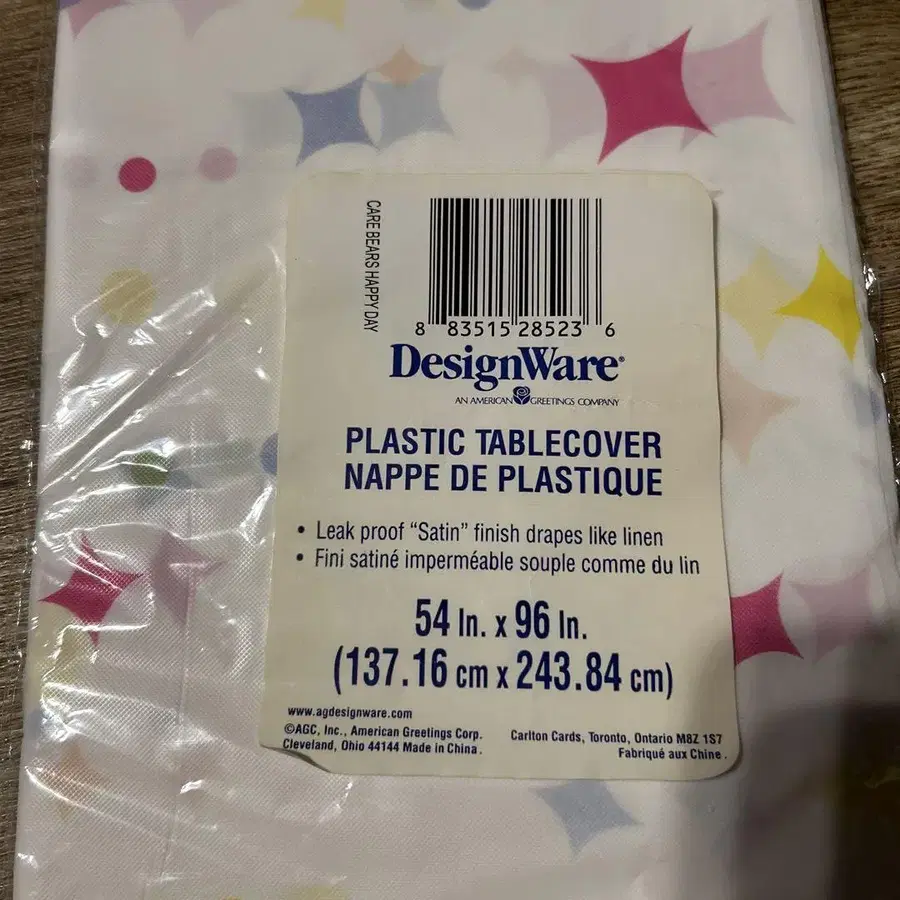 CARE BEARS HAPPY DAY
8 83515 28523 6
DesignWare®
AN AMERICAN GREETINGS COMPANY
PLASTIC TABLECOVER
NAPPE DE PLASTIQUE
• Leak proof “Satin” finish drapes like linen
• Fini satiné imperméable souple comme du lin
54 In. x 96 In.
(137.16 cm x 243.84 cm)
www.agdesignware.com
©AGC, Inc., American Greetings Corp.
Cleveland, Ohio 44144 Made in China.
Carlton Cards, Toronto, Ontario M8Z 1S7
Fabriqué aux Chine.